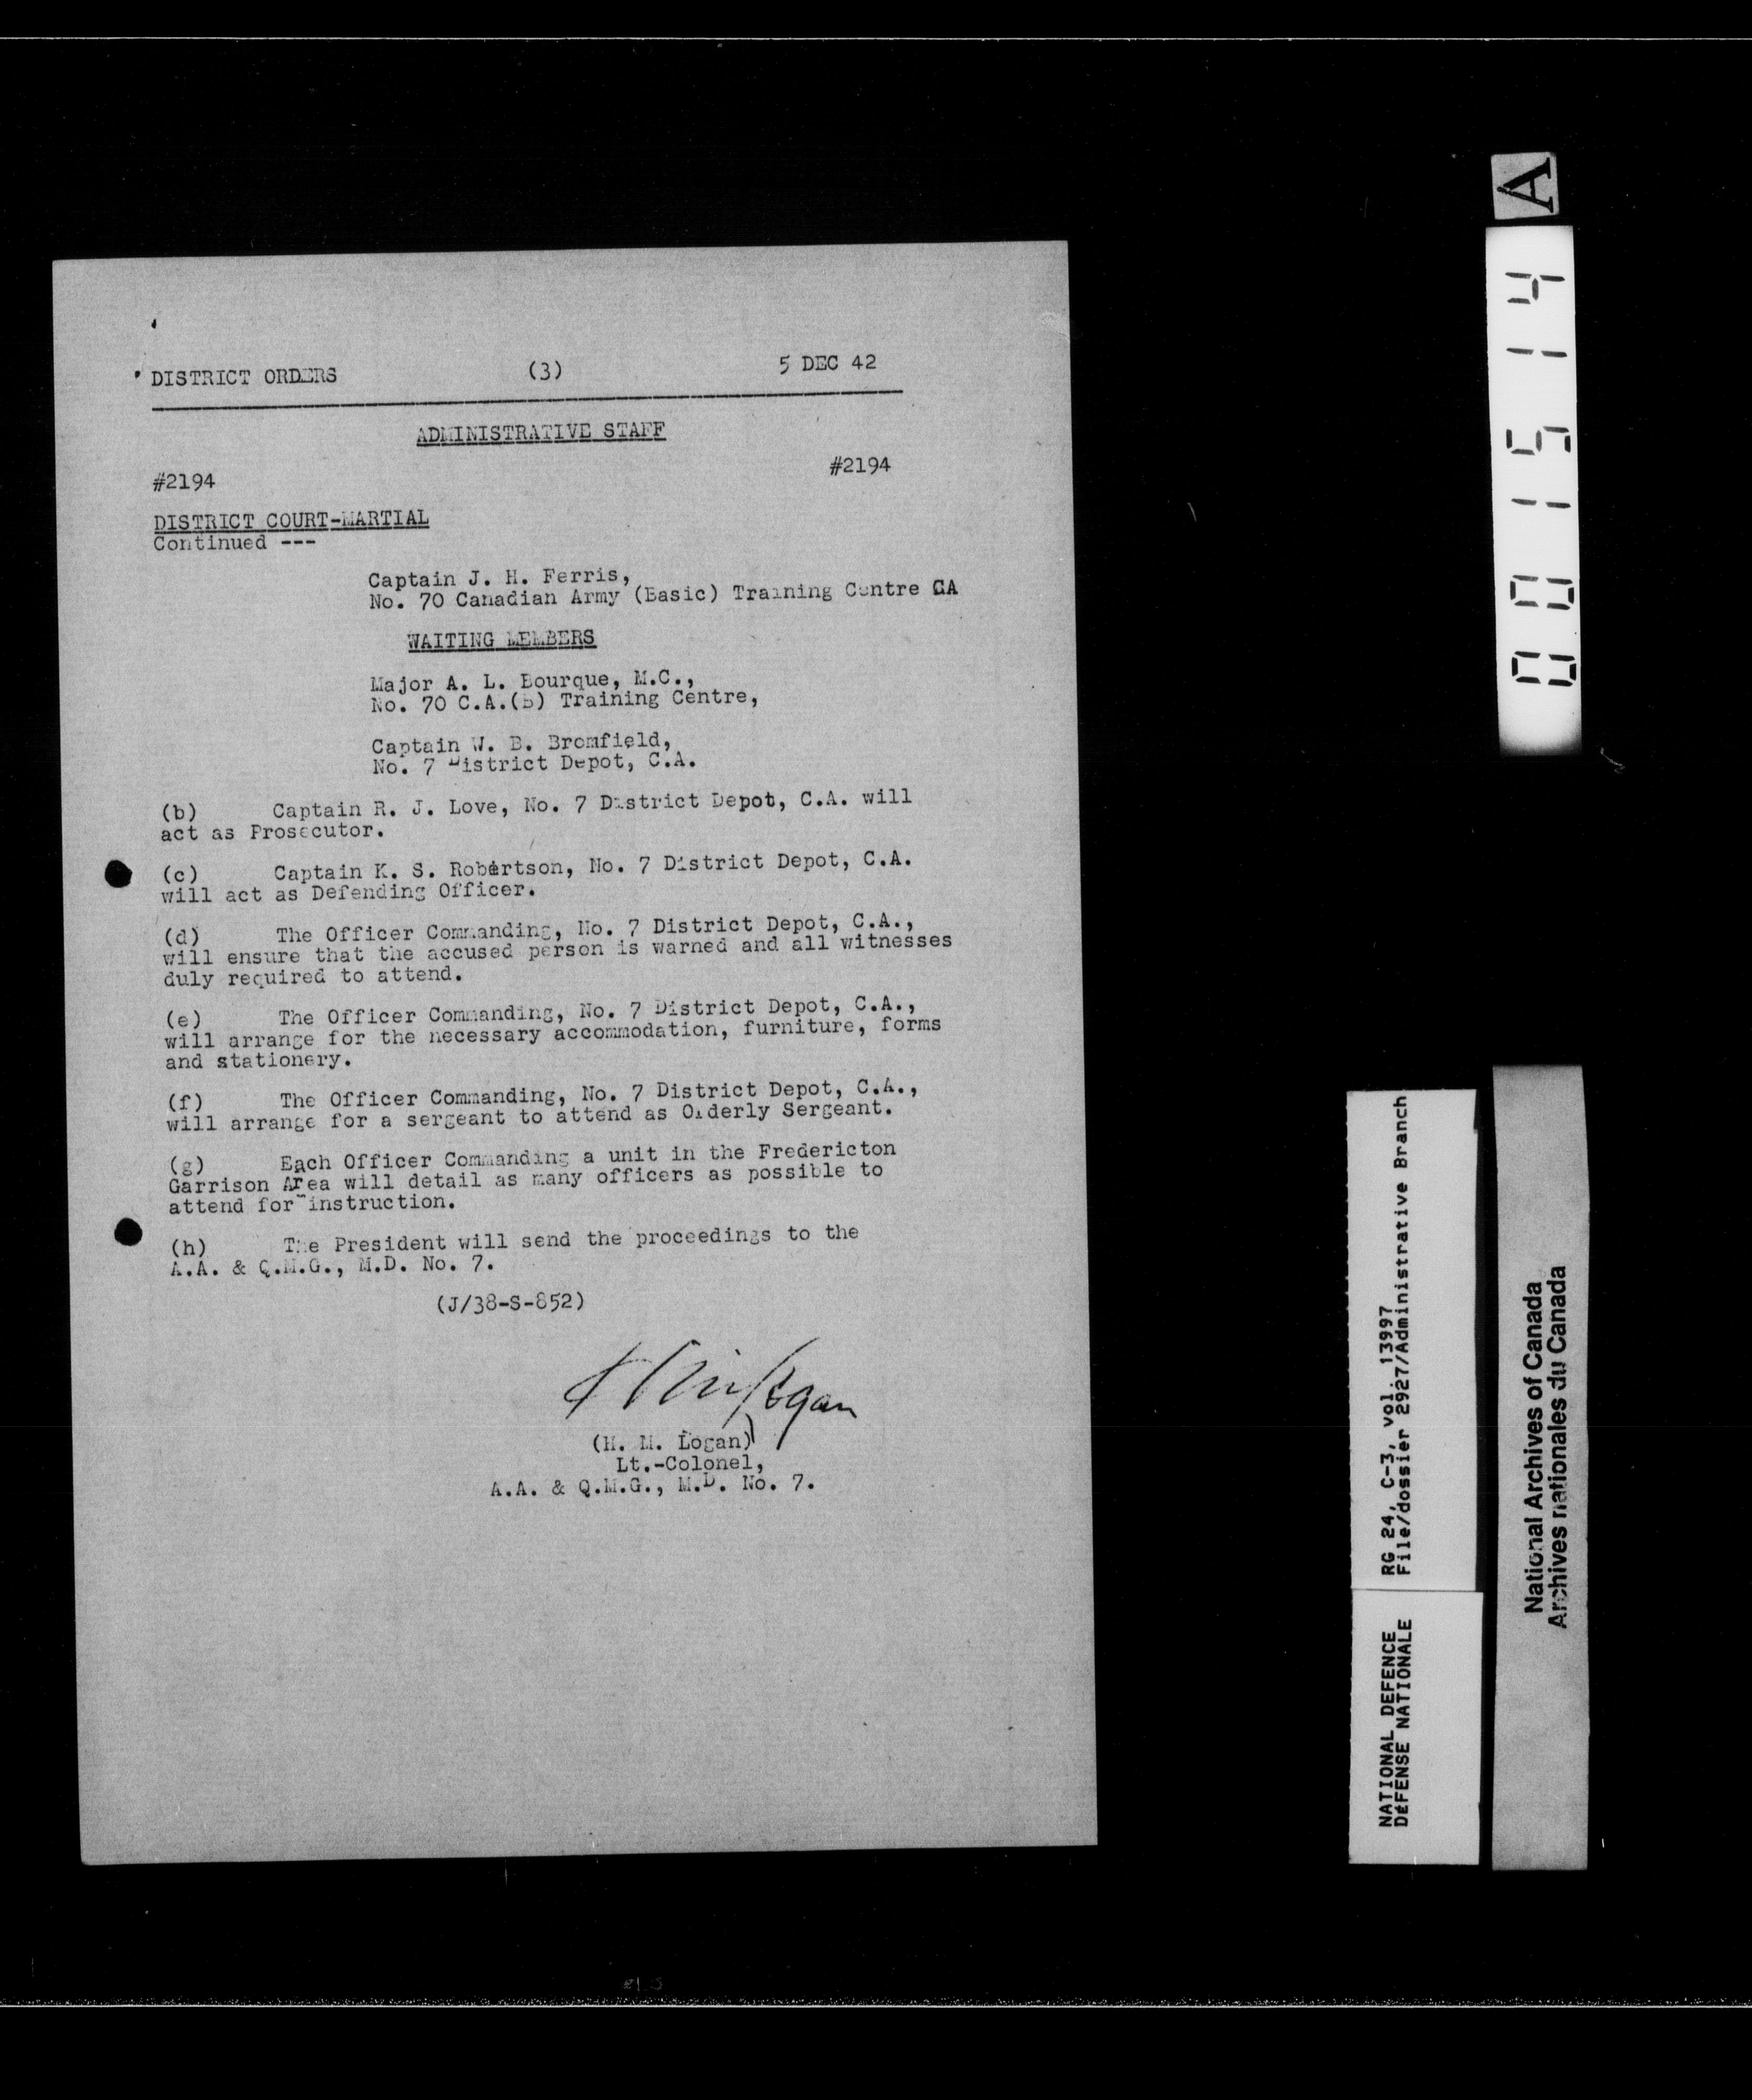 DISTRICT ORDERS (3) 5 DEC 42
ADMINISTRATIVE STAFF
#2194 #2194
DISTRICT COURT-MARTIAL
Continued ---
Captain J. H. Ferris,
No. 70 Canadian Army (Basic) Training Centre CA
WAITING MEMBERS
Major A. L. Bourque, M.C.,
No. 70 C.A.(B) Training Centre,
Captain W. B. Bromfield,
No. 7 District Depot, C.A.
(b) Captain R. J. Love, No. 7 District Depot, C.A. will
act as Prosecutor.
(c) Captain K. S. Robertson, No. 7 District Depot, C.A.
will act as Defending Officer.
(d) The Officer Commanding, No. 7 District Depot, C.A.,
will ensure that the accused person is warned and all witnesses
duly required to attend.
(e) The Officer Commanding, No. 7 District Depot, C.A.,
will arrange for the necessary accommodation, furniture, forms
and stationery.
(f) The Officer Commanding, No. 7 District Depot, C.A.,
will arrange for a sergeant to attend as Orderly Sergeant.
(g) Each Officer Commanding a unit in the Fredericton
Garrison Area will detail as many officers as possible to
attend for instruction.
(h) The President will send the proceedings to the
A.A. & Q.M.G., M.D. No. 7.
(J/38-S-852)
(H. M. Logan)
Lt.-Colonel,
A.A. & Q.M.G., M.D. No. 7.
A
001514
NATIONAL DEFENCE RG 24, C-3, vol. 13997
DéFENSE NATIONALE File/dossier 2927/Administrative Branch
National Archives of Canada
Archives nationales du Canada